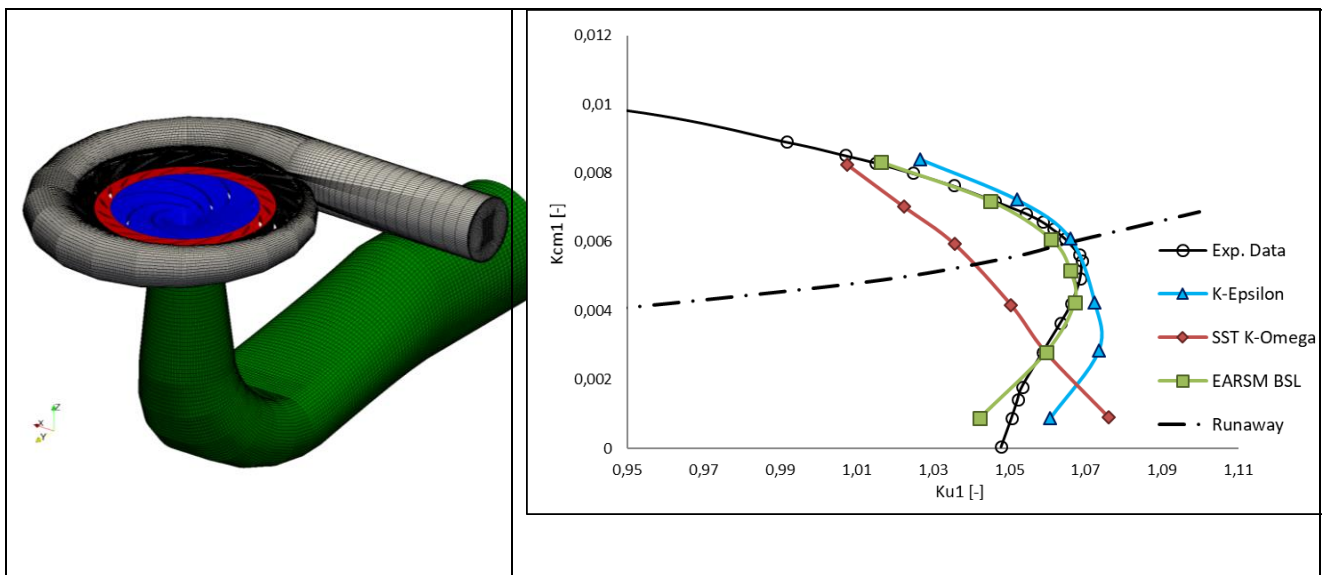 Z
X
Y
0,012
0,01
0,008
0,006
0,004
0,002
0
Kcm1 [-]
0,95
0,97
0,99
1,01
1,03
1,05
1,07
1,09
1,11
Ku1 [-]
Exp. Data
K-Epsilon
SST K-Omega
EARSM BSL
Runaway